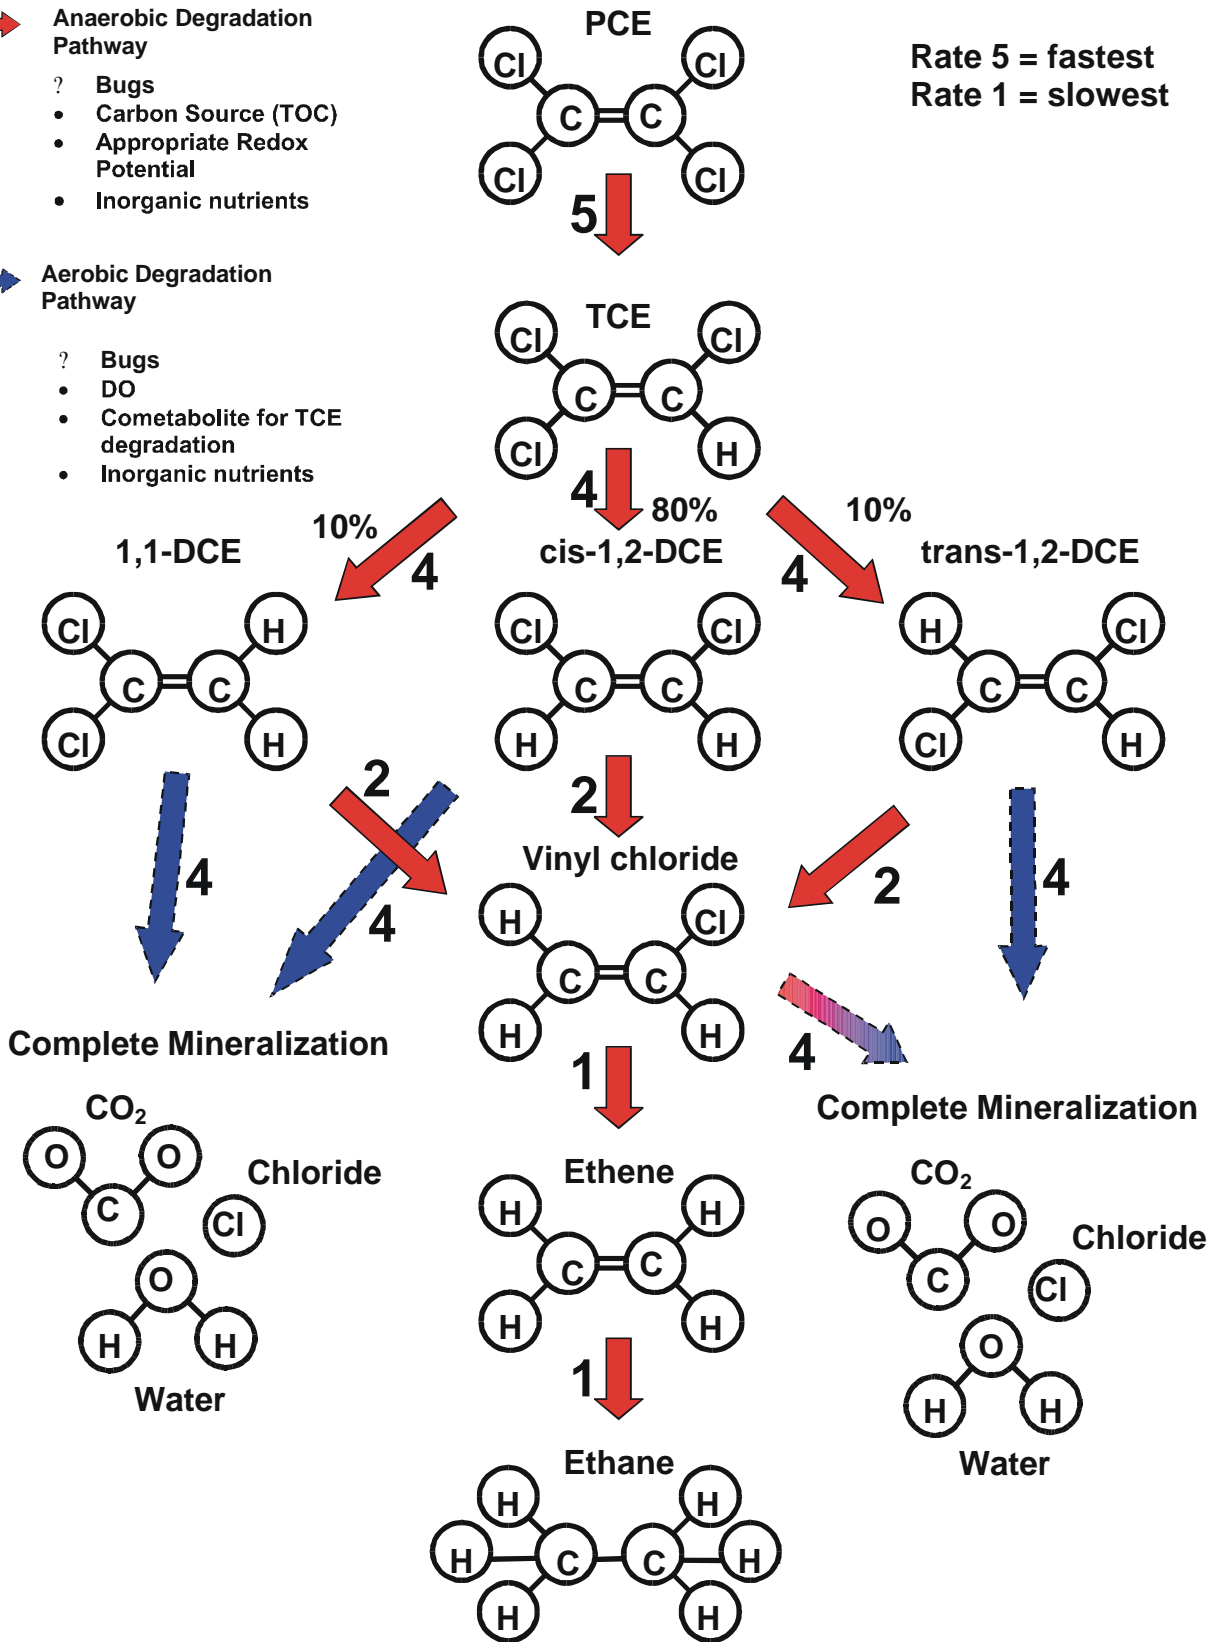 Anaerobic Degradation
Pathway
? Bugs
• Carbon Source (TOC)
• Appropriate Redox
Potential
• Inorganic nutrients
Aerobic Degradation
Pathway
? Bugs
• DO
• Cometabolite for TCE
degradation
• Inorganic nutrients
Rate 5 = fastest
Rate 1 = slowest
PCE
Cl Cl
C C
Cl Cl
5
TCE
Cl Cl
C C
Cl H
4
10% 80% 10%
4 4
1,1-DCE cis-1,2-DCE trans-1,2-DCE
Cl H Cl Cl H Cl
C C C C C C
Cl H H H Cl H
2 2
4 4 2 4
Vinyl chloride
H Cl
C C
H H
4
1
Complete Mineralization
CO2
O O
C
Chloride
Cl
O
H H
Water
Complete Mineralization
CO2
O O
C
Chloride
Cl
O
H H
Water
Ethene
H H
C C
H H
1
Ethane
H H
H C C H
H H